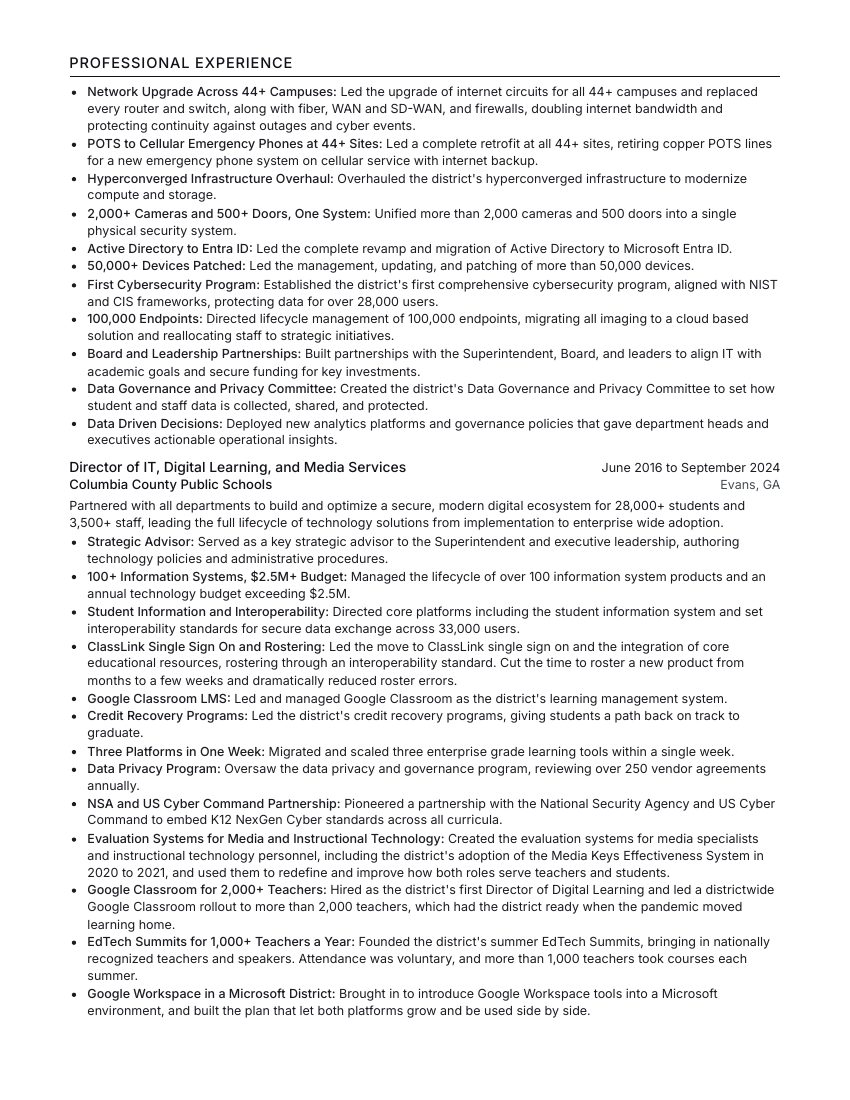 PROFESSIONAL EXPERIENCE
• Network Upgrade Across 44+ Campuses: Led the upgrade of internet circuits for all 44+ campuses and replaced
every router and switch, along with fiber, WAN and SD-WAN, and firewalls, doubling internet bandwidth and
protecting continuity against outages and cyber events.
• POTS to Cellular Emergency Phones at 44+ Sites: Led a complete retrofit at all 44+ sites, retiring copper POTS lines
for a new emergency phone system on cellular service with internet backup.
• Hyperconverged Infrastructure Overhaul: Overhauled the district's hyperconverged infrastructure to modernize
compute and storage.
• 2,000+ Cameras and 500+ Doors, One System: Unified more than 2,000 cameras and 500 doors into a single
physical security system.
• Active Directory to Entra ID: Led the complete revamp and migration of Active Directory to Microsoft Entra ID.
• 50,000+ Devices Patched: Led the management, updating, and patching of more than 50,000 devices.
• First Cybersecurity Program: Established the district's first comprehensive cybersecurity program, aligned with NIST
and CIS frameworks, protecting data for over 28,000 users.
• 100,000 Endpoints: Directed lifecycle management of 100,000 endpoints, migrating all imaging to a cloud based
solution and reallocating staff to strategic initiatives.
• Board and Leadership Partnerships: Built partnerships with the Superintendent, Board, and leaders to align IT with
academic goals and secure funding for key investments.
• Data Governance and Privacy Committee: Created the district's Data Governance and Privacy Committee to set how
student and staff data is collected, shared, and protected.
• Data Driven Decisions: Deployed new analytics platforms and governance policies that gave department heads and
executives actionable operational insights.
Director of IT, Digital Learning, and Media Services June 2016 to September 2024
Columbia County Public Schools Evans, GA
Partnered with all departments to build and optimize a secure, modern digital ecosystem for 28,000+ students and
3,500+ staff, leading the full lifecycle of technology solutions from implementation to enterprise wide adoption.
• Strategic Advisor: Served as a key strategic advisor to the Superintendent and executive leadership, authoring
technology policies and administrative procedures.
• 100+ Information Systems, $2.5M+ Budget: Managed the lifecycle of over 100 information system products and an
annual technology budget exceeding $2.5M.
• Student Information and Interoperability: Directed core platforms including the student information system and set
interoperability standards for secure data exchange across 33,000 users.
• ClassLink Single Sign On and Rostering: Led the move to ClassLink single sign on and the integration of core
educational resources, rostering through an interoperability standard. Cut the time to roster a new product from
months to a few weeks and dramatically reduced roster errors.
• Google Classroom LMS: Led and managed Google Classroom as the district's learning management system.
• Credit Recovery Programs: Led the district's credit recovery programs, giving students a path back on track to
graduate.
• Three Platforms in One Week: Migrated and scaled three enterprise grade learning tools within a single week.
• Data Privacy Program: Oversaw the data privacy and governance program, reviewing over 250 vendor agreements
annually.
• NSA and US Cyber Command Partnership: Pioneered a partnership with the National Security Agency and US Cyber
Command to embed K12 NexGen Cyber standards across all curricula.
• Evaluation Systems for Media and Instructional Technology: Created the evaluation systems for media specialists
and instructional technology personnel, including the district's adoption of the Media Keys Effectiveness System in
2020 to 2021, and used them to redefine and improve how both roles serve teachers and students.
• Google Classroom for 2,000+ Teachers: Hired as the district's first Director of Digital Learning and led a districtwide
Google Classroom rollout to more than 2,000 teachers, which had the district ready when the pandemic moved
learning home.
• EdTech Summits for 1,000+ Teachers a Year: Founded the district's summer EdTech Summits, bringing in nationally
recognized teachers and speakers. Attendance was voluntary, and more than 1,000 teachers took courses each
summer.
• Google Workspace in a Microsoft District: Brought in to introduce Google Workspace tools into a Microsoft
environment, and built the plan that let both platforms grow and be used side by side.